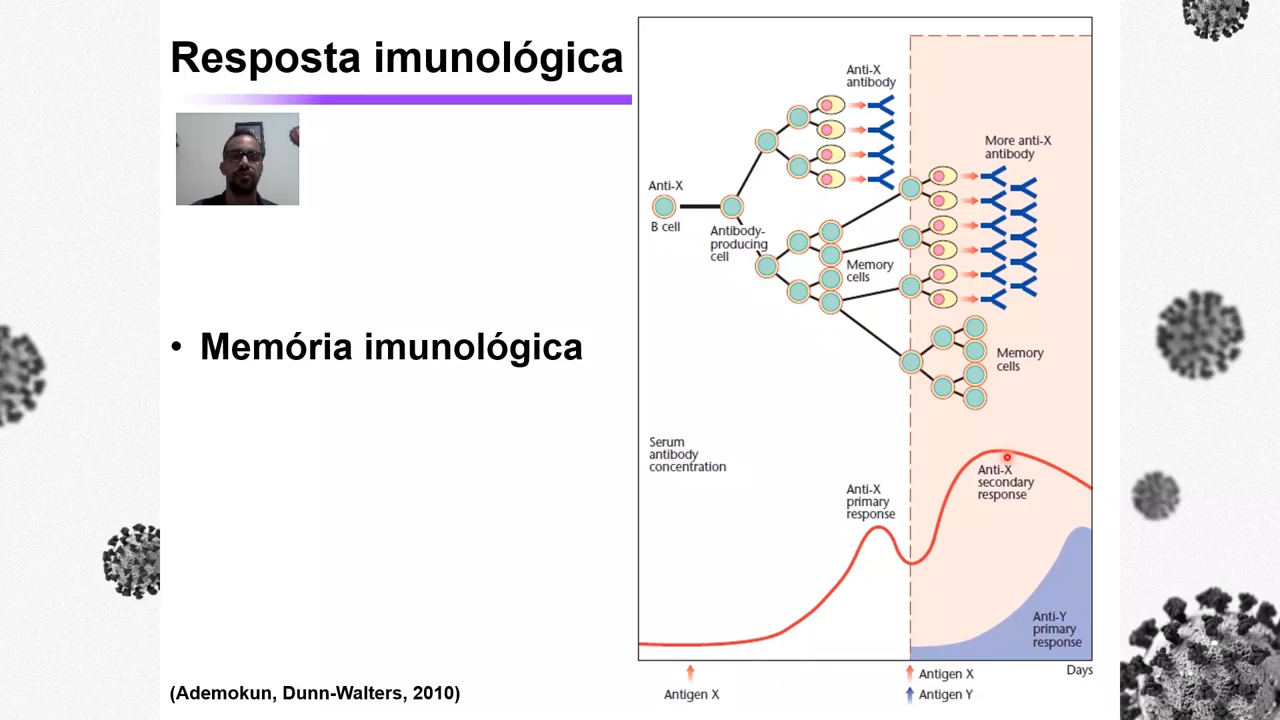 Resposta imunológica
• Memória imunológica
(Ademokun, Dunn-Walters, 2010)
Anti-X
antibody
More anti-X
antibody
Anti-X
B cell
Antibody-
producing
cell
Memory
cells
Memory
cells
Serum
antibody
concentration
Anti-X
primary
response
Anti-X
secondary
response
Anti-Y
primary
response
Days
Antigen X
Antigen X
Antigen Y